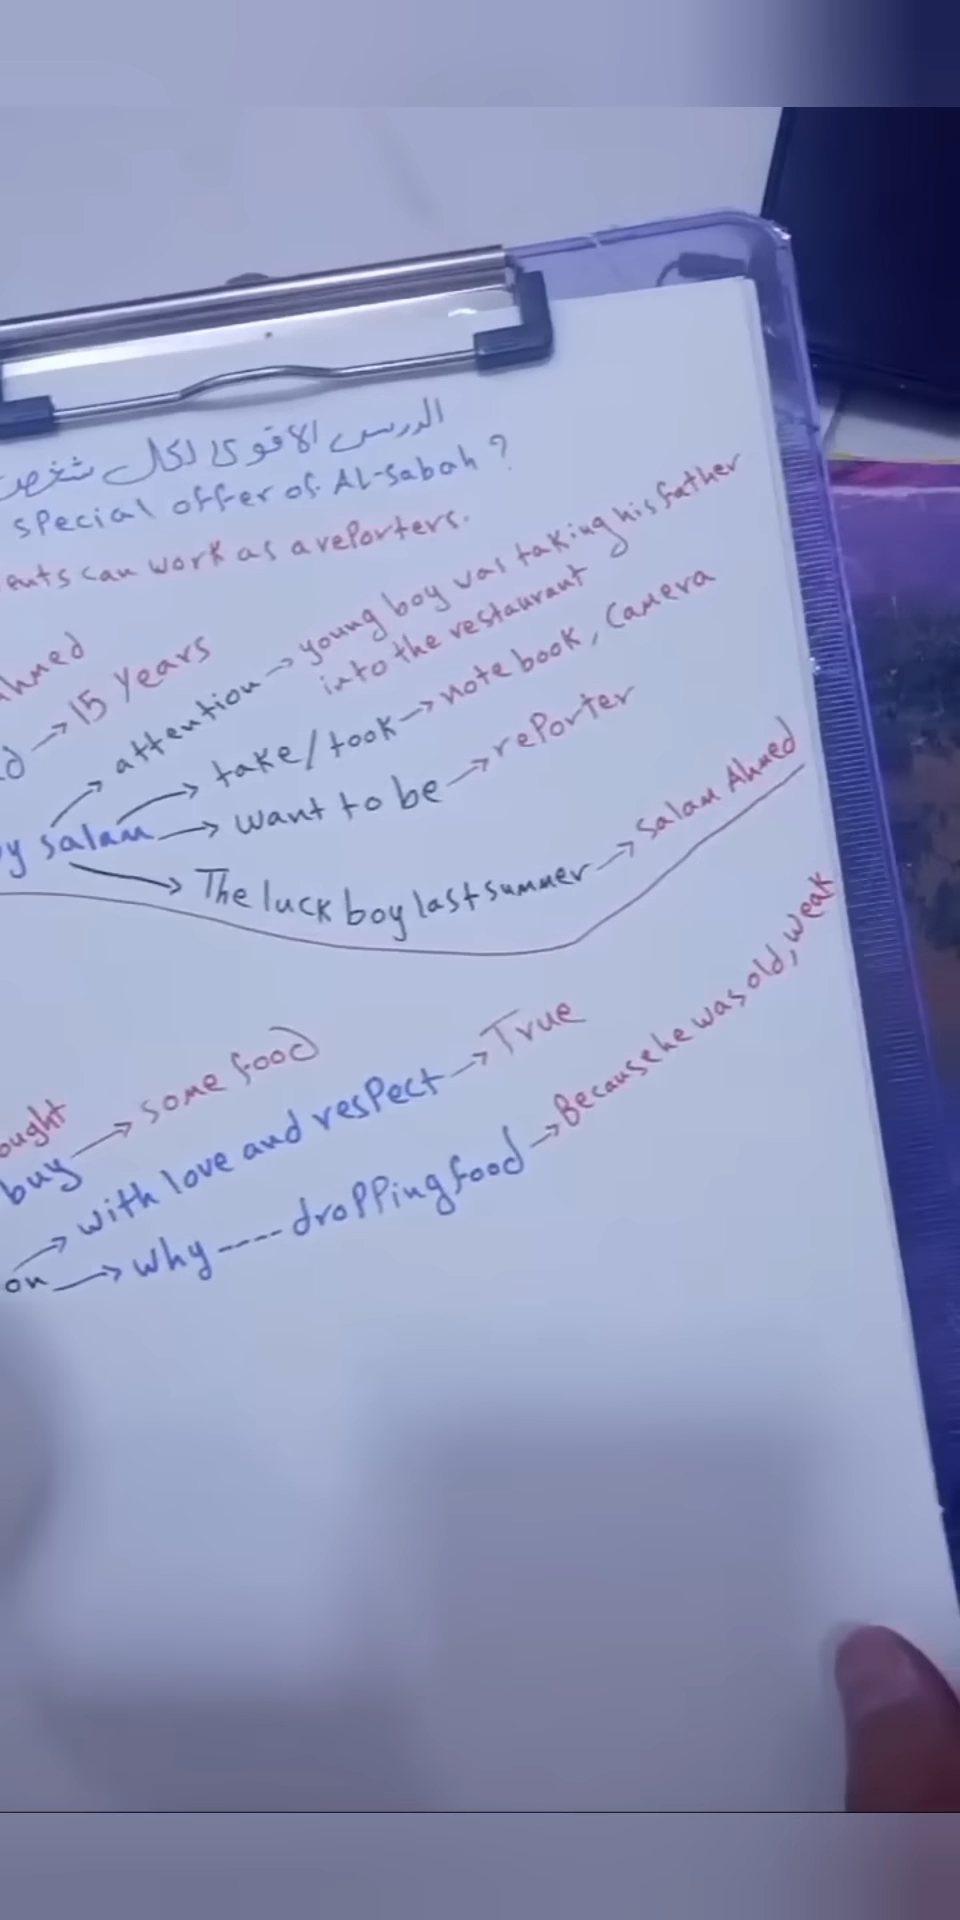 الدرس الاقوى لكل شخص
special offer of Al-Sabah ?
ents can work as a reporters.
hmed
d → 15 years
attention → young boy was taking his father
into the restaurant
take/took → note book, camera
y salam → want to be → reporter
The luck boy last summer → Salam Ahmed
ought
buy → some food
with love and respect → True
on → why ---- dropping food → Because he was old, weak